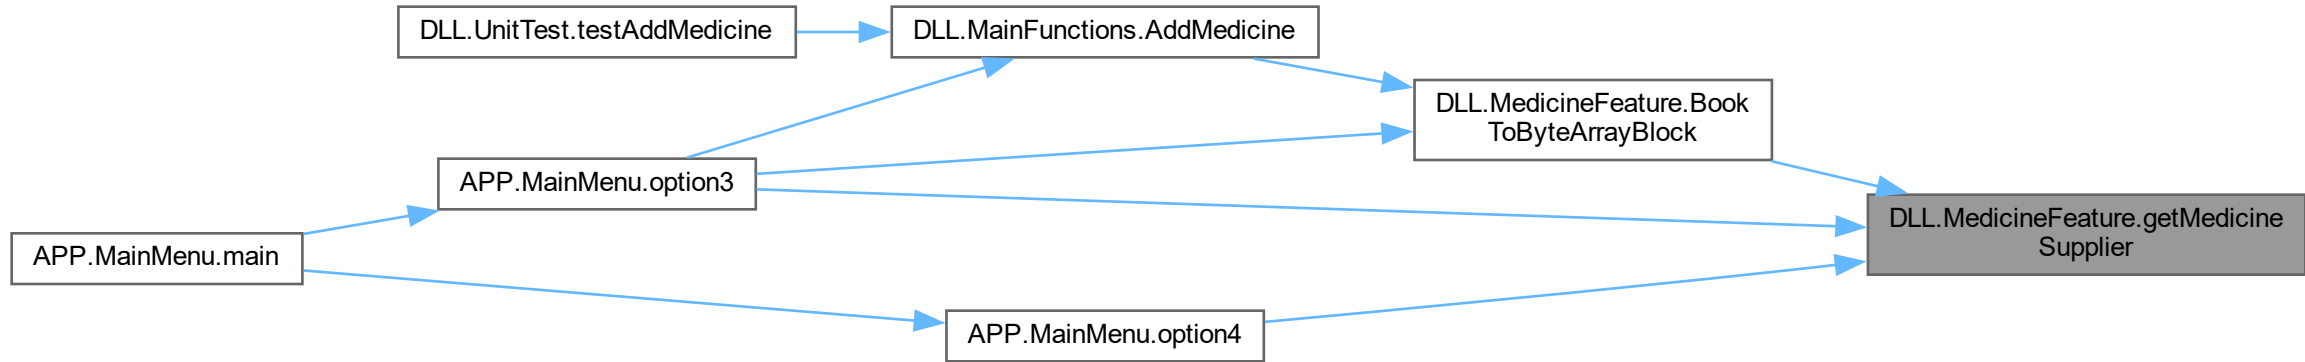 DLL.UnitTest.testAddMedicine
DLL.MainFunctions.AddMedicine
DLL.MedicineFeature.Book
ToByteArrayBlock
APP.MainMenu.option3
DLL.MedicineFeature.getMedicine
Supplier
APP.MainMenu.main
APP.MainMenu.option4